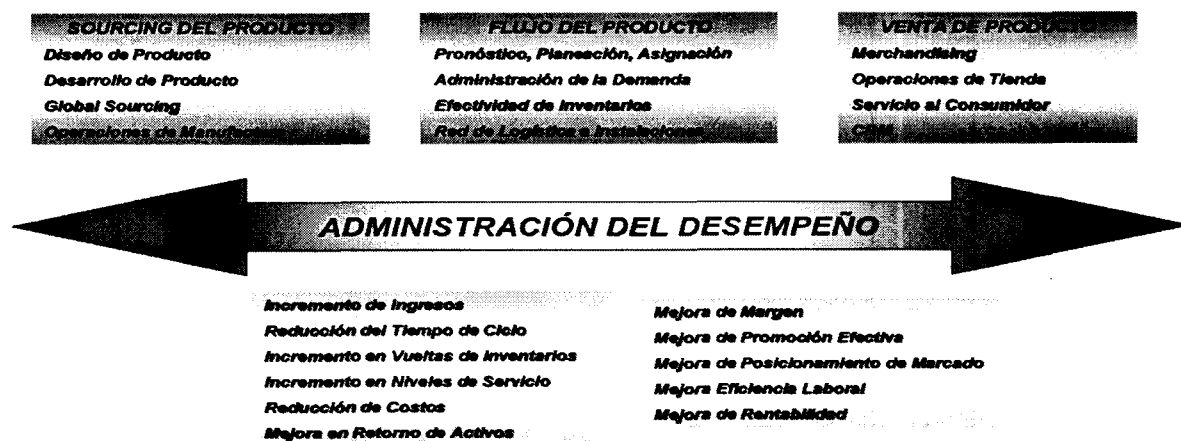 SOURCING DEL PRODUCTO
Diseño de Producto
Desarrollo de Producto
Global Sourcing
Operaciones de Manufactura
FLUJO DEL PRODUCTO
Pronóstico, Planeación, Asignación
Administración de la Demanda
Efectividad de Inventarios
Red de Logística e Instalaciones
VENTA DE PRODUCTO
Merchandising
Operaciones de Tienda
Servicio al Consumidor
CRM
ADMINISTRACIÓN DEL DESEMPEÑO
Incremento de Ingresos
Reducción del Tiempo de Ciclo
Incremento en Vueltas de Inventarios
Incremento en Niveles de Servicio
Reducción de Costos
Mejora en Retorno de Activos
Mejora de Margen
Mejora de Promoción Efectiva
Mejora de Posicionamiento de Marcado
Mejora Eficiencia Laboral
Mejora de Rentabilidad